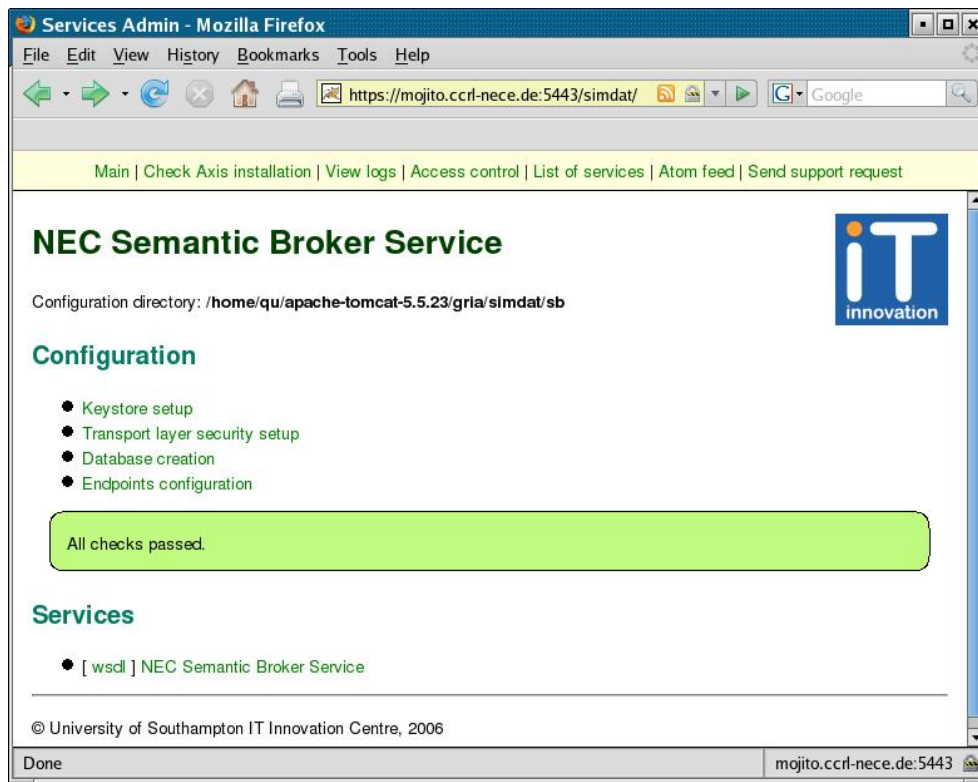 Services Admin - Mozilla Firefox
File Edit View History Bookmarks Tools Help
https://mojito.ccrl-nece.de:5443/simdat/ G Google
Main | Check Axis installation | View logs | Access control | List of services | Atom feed | Send support request
NEC Semantic Broker Service
iT
innovation
Configuration directory: /home/qu/apache-tomcat-5.5.23/gria/simdat/sb
Configuration
Keystore setup
Transport layer security setup
Database creation
Endpoints configuration
All checks passed.
Services
[ wsdl ] NEC Semantic Broker Service
© University of Southampton IT Innovation Centre, 2006
Done mojito.ccrl-nece.de:5443